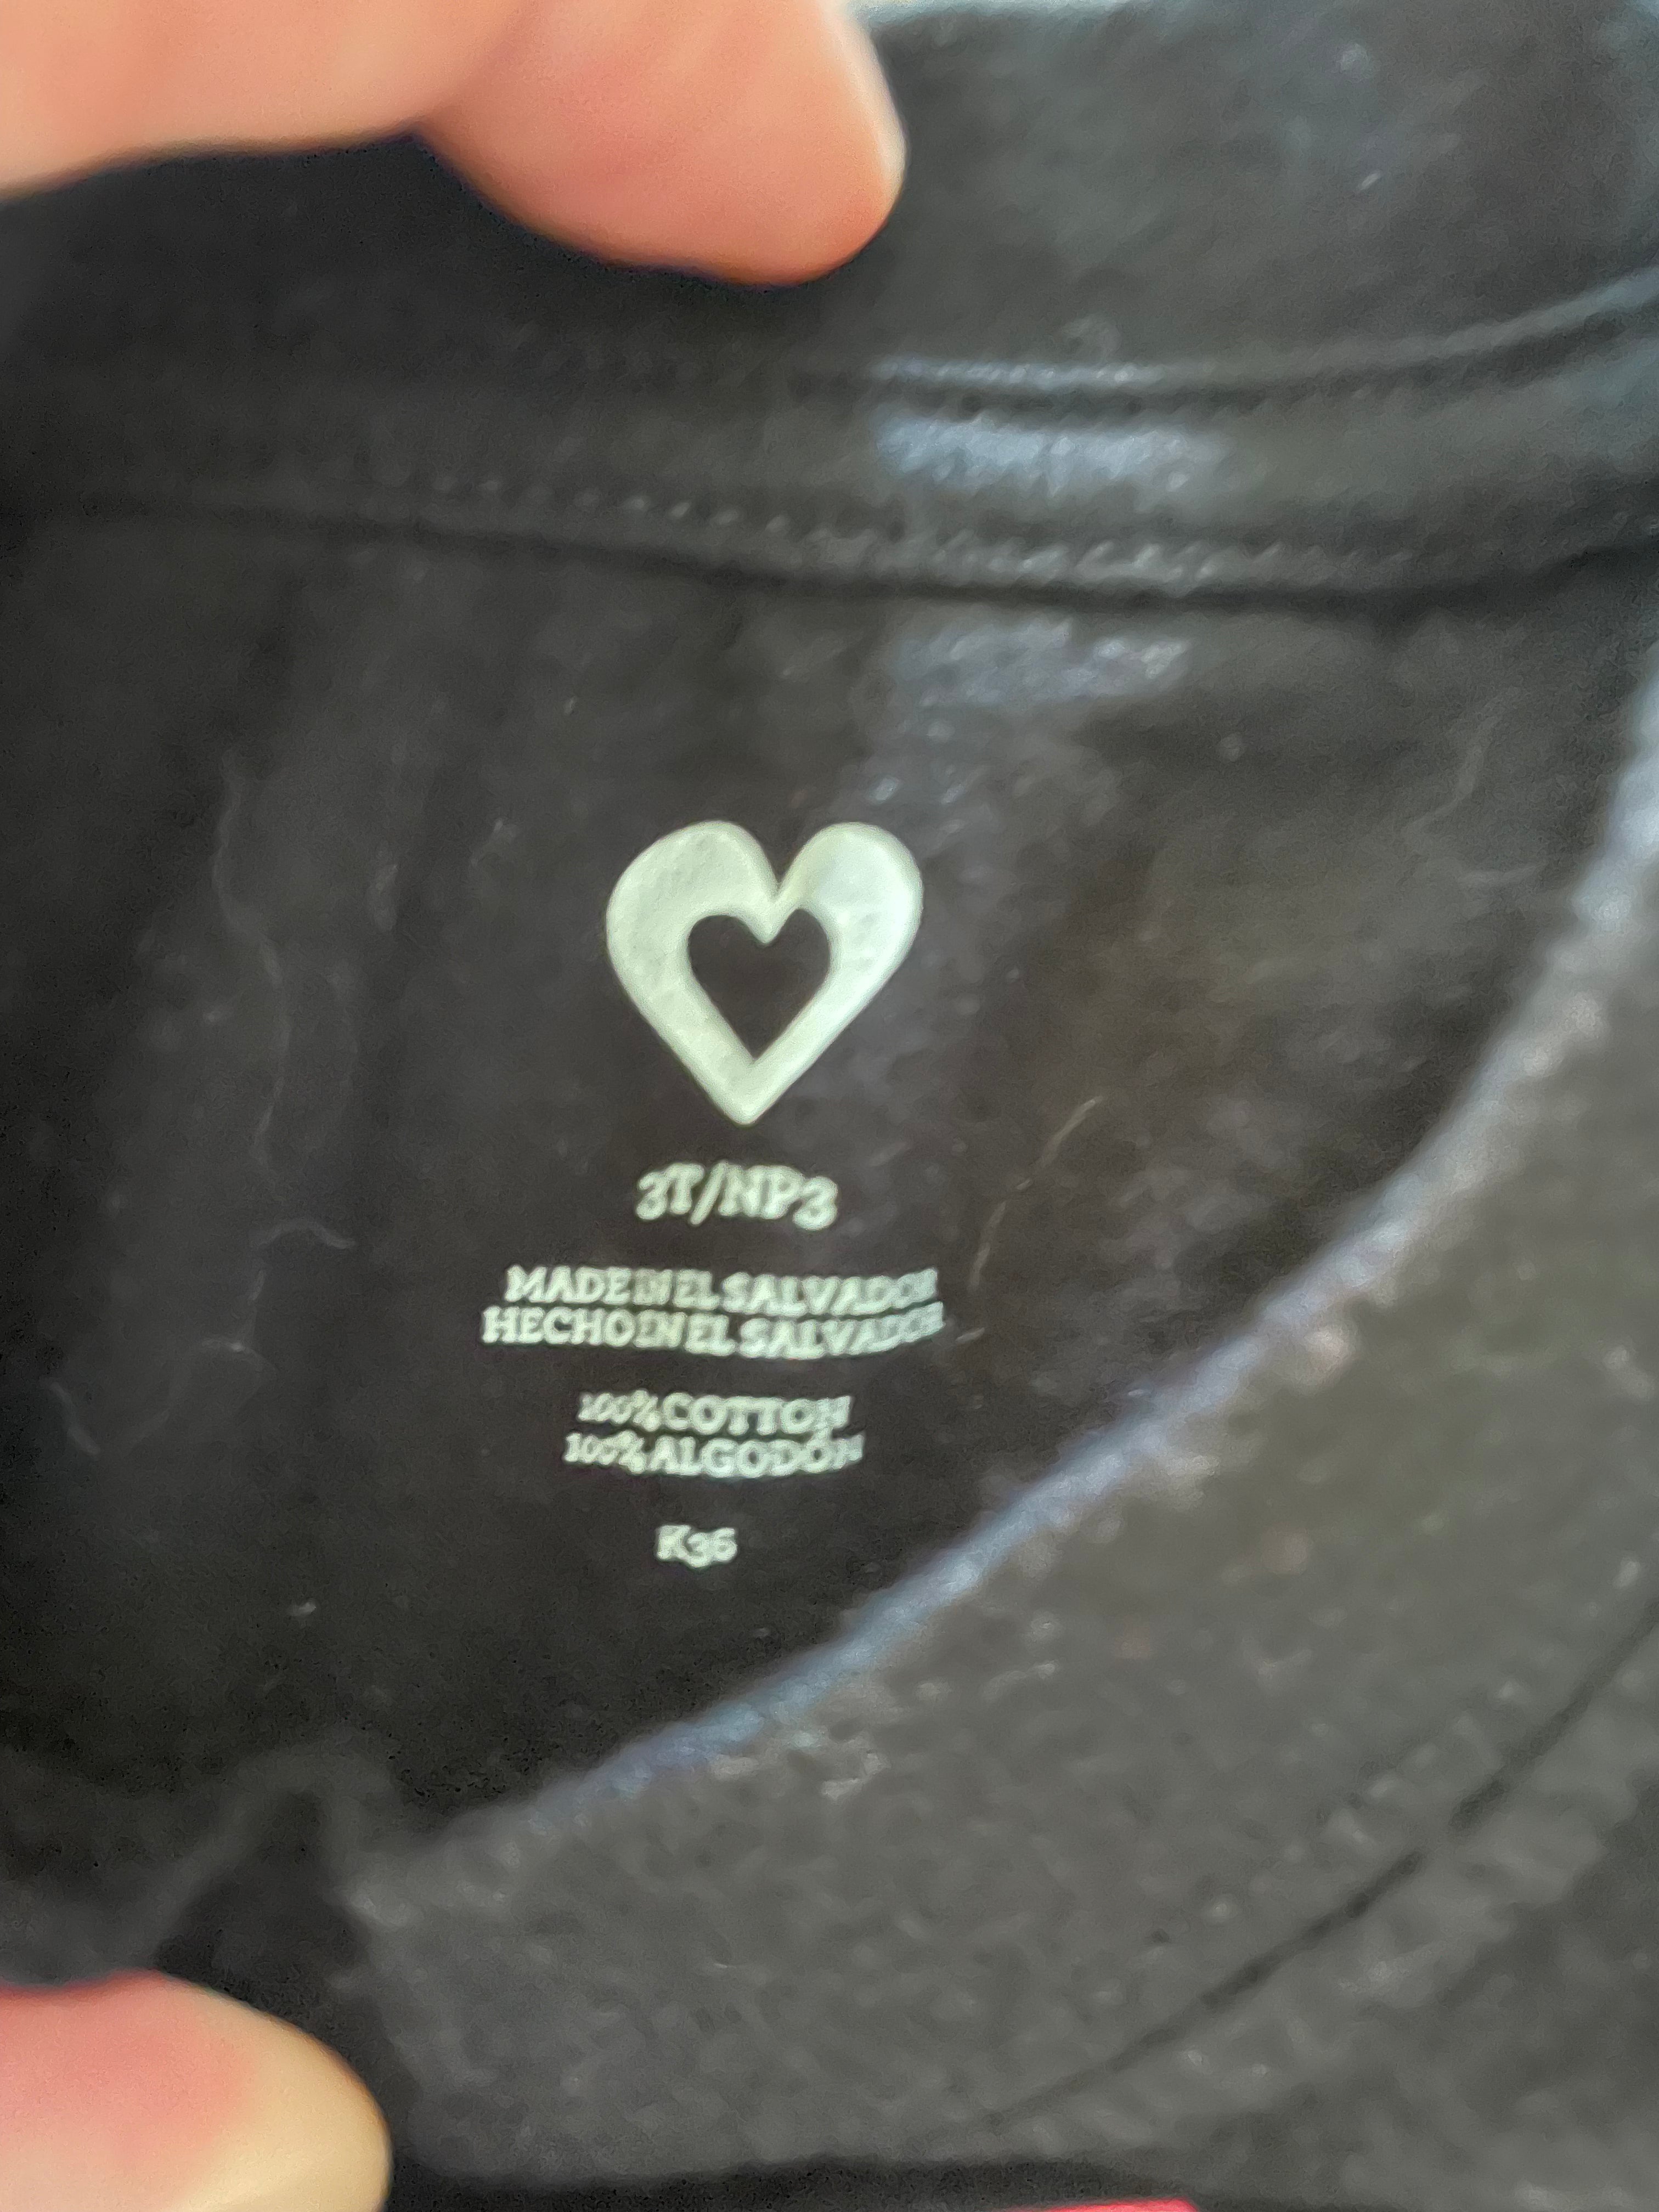 3T/NP3
MADE IN EL SALVADOR
HECHO EN EL SALVADOR
100% COTTON
100% ALGODÓN
K36